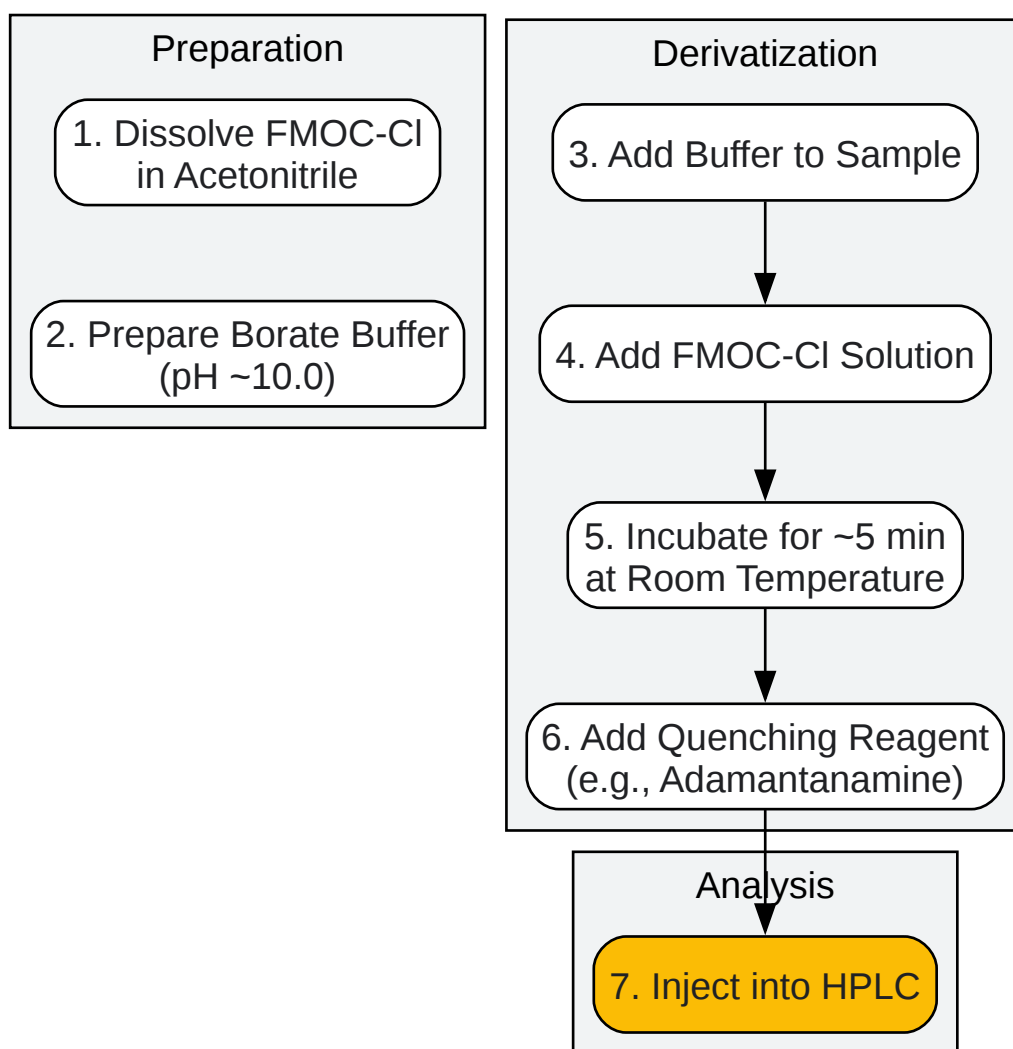 Preparation
1. Dissolve FMOC-Cl
in Acetonitrile
2. Prepare Borate Buffer
(pH ~10.0)
Derivatization
3. Add Buffer to Sample
4. Add FMOC-Cl Solution
5. Incubate for ~5 min
at Room Temperature
6. Add Quenching Reagent
(e.g., Adamantanamine)
Analysis
7. Inject into HPLC